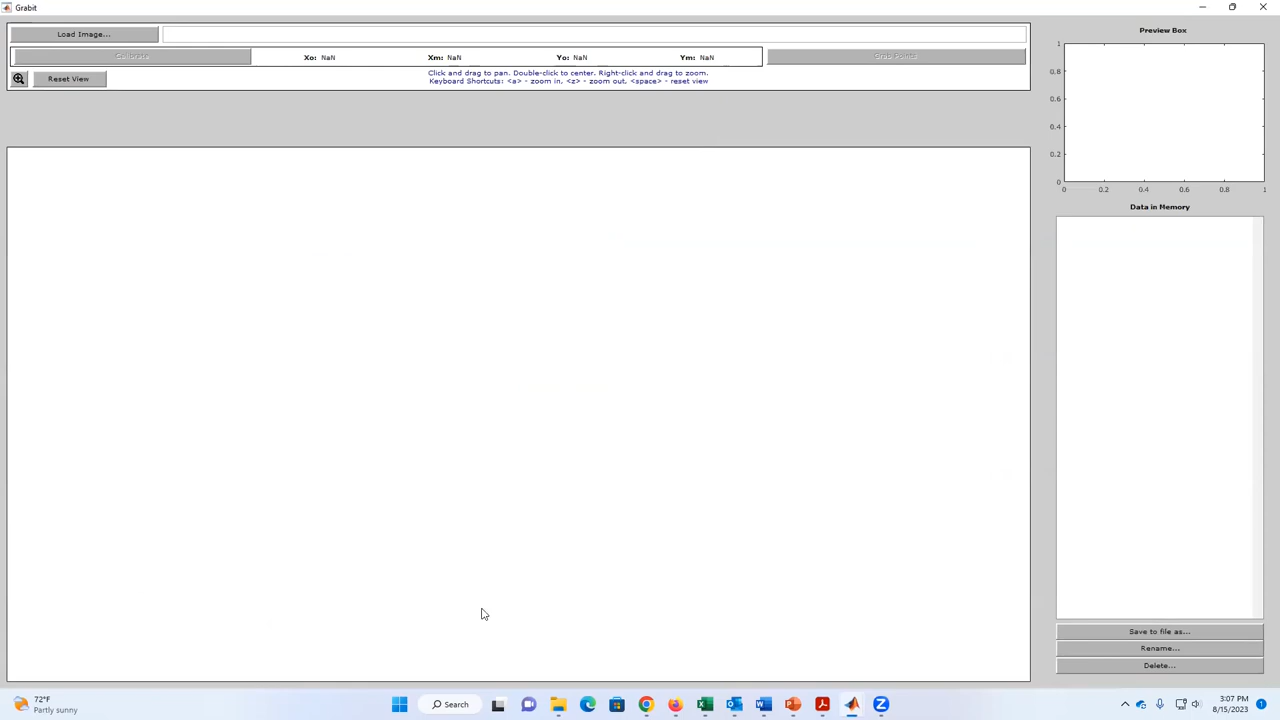 Grabit
Load Image...
Calibrate
Xo: NaN
Xm: NaN
Yo: NaN
Ym: NaN
Grab Points
Reset View
Click and drag to pan. Double-click to center. Right-click and drag to zoom.
Keyboard Shortcuts: <a> - zoom in, <z> - zoom out, <space> - reset view
Preview Box
1
0.8
0.6
0.4
0.2
0
0 0.2 0.4 0.6 0.8 1
Data in Memory
Save to file as...
Rename...
Delete...
72°F
Partly sunny
Search
3:07 PM
8/15/2023